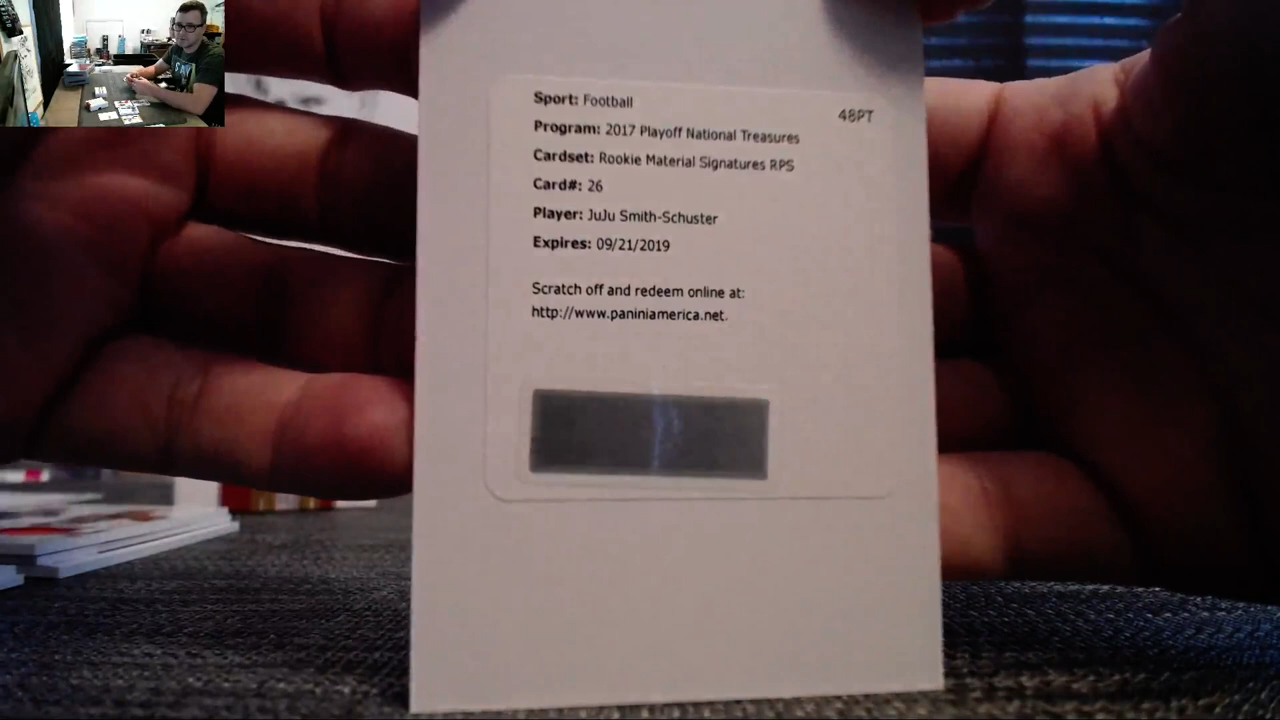 Sport: Football
48PT
Program: 2017 Playoff National Treasures
Cardset: Rookie Material Signatures RPS
Card#: 26
Player: JuJu Smith-Schuster
Expires: 09/21/2019
Scratch off and redeem online at:
http://www.paniniamerica.net.